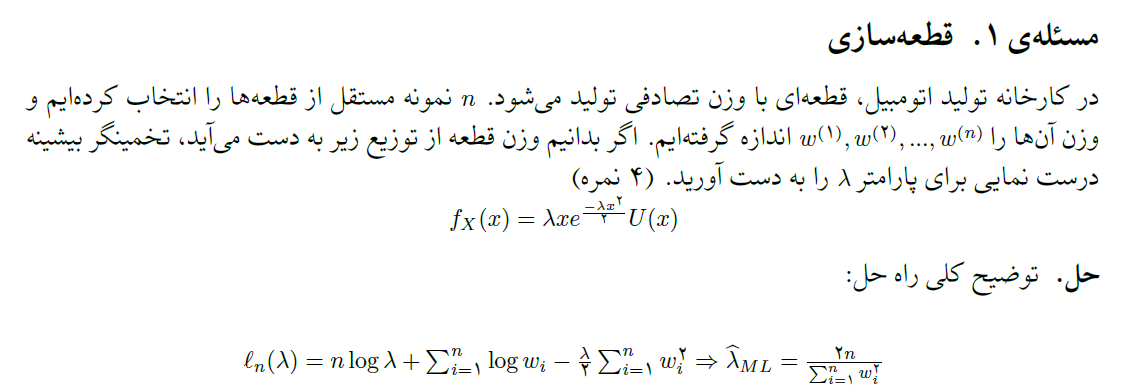 مسئله‌ی ۱. قطعه‌سازی
در کارخانه تولید اتومبیل، قطعه‌ای با وزن تصادفی تولید می‌شود. n نمونه مستقل از قطعه‌ها را انتخاب کرده‌ایم و
وزن آن‌ها را w^(۱), w^(۲), ..., w^(n) اندازه گرفته‌ایم. اگر بدانیم وزن قطعه از توزیع زیر به دست می‌آید، تخمینگر بیشینه
درست نمایی برای پارامتر λ را به دست آورید. (۴ نمره)
f_X(x) = λxe^{\frac{-λx^۲}{۲}}U(x)
حل. توضیح کلی راه حل:
ℓ_n(λ) = n log λ + ∑_{i=۱}^{n} log w_i − \frac{λ}{۲} ∑_{i=۱}^{n} w_i^۲ ⇒ \widehat{λ}_{ML} = \frac{۲n}{∑_{i=۱}^{n} w_i^۲}